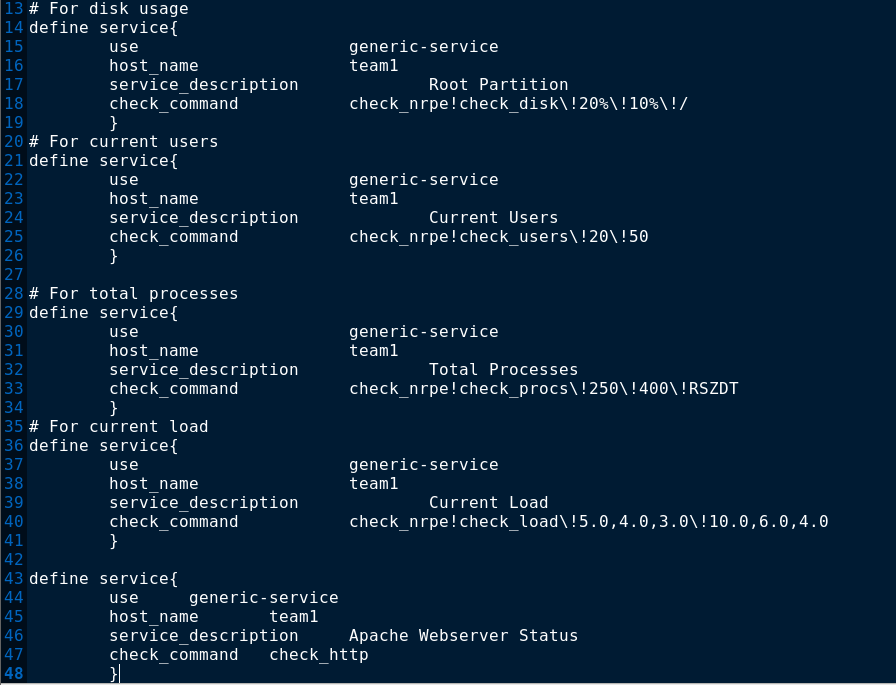 13 # For disk usage
14 define service{
15         use                     generic-service
16         host_name               team1
17         service_description             Root Partition
18         check_command           check_nrpe!check_disk\!20%\!10%\!/
19         }
20 # For current users
21 define service{
22         use                     generic-service
23         host_name               team1
24         service_description             Current Users
25         check_command           check_nrpe!check_users\!20\!50
26         }
27
28 # For total processes
29 define service{
30         use                     generic-service
31         host_name               team1
32         service_description             Total Processes
33         check_command           check_nrpe!check_procs\!250\!400\!RSZDT
34         }
35 # For current load
36 define service{
37         use                     generic-service
38         host_name               team1
39         service_description             Current Load
40         check_command           check_nrpe!check_load\!5.0,4.0,3.0\!10.0,6.0,4.0
41         }
42
43 define service{
44         use     generic-service
45         host_name       team1
46         service_description     Apache Webserver Status
47         check_command   check_http
48         }